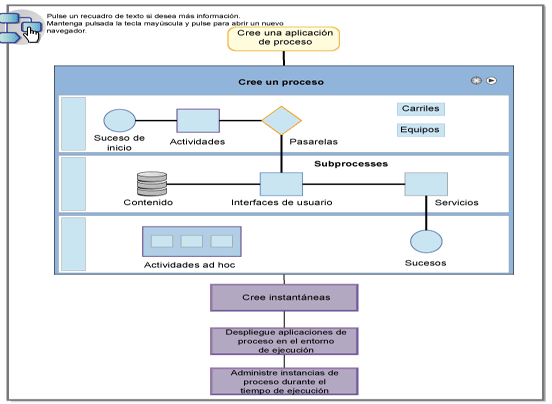 Pulse un recuadro de texto si desea más información.
Mantenga pulsada la tecla mayúscula y pulse para abrir un nuevo
navegador.
Cree una aplicación
de proceso
Cree un proceso
Carriles
Equipos
Suceso de
inicio
Actividades
Pasarelas
Subprocesses
Contenido
Interfaces de usuario
Servicios
Actividades ad hoc
Sucesos
Cree instantáneas
Despliegue aplicaciones de
proceso en el entorno
de ejecución
Administre instancias de
proceso durante el
tiempo de ejecución